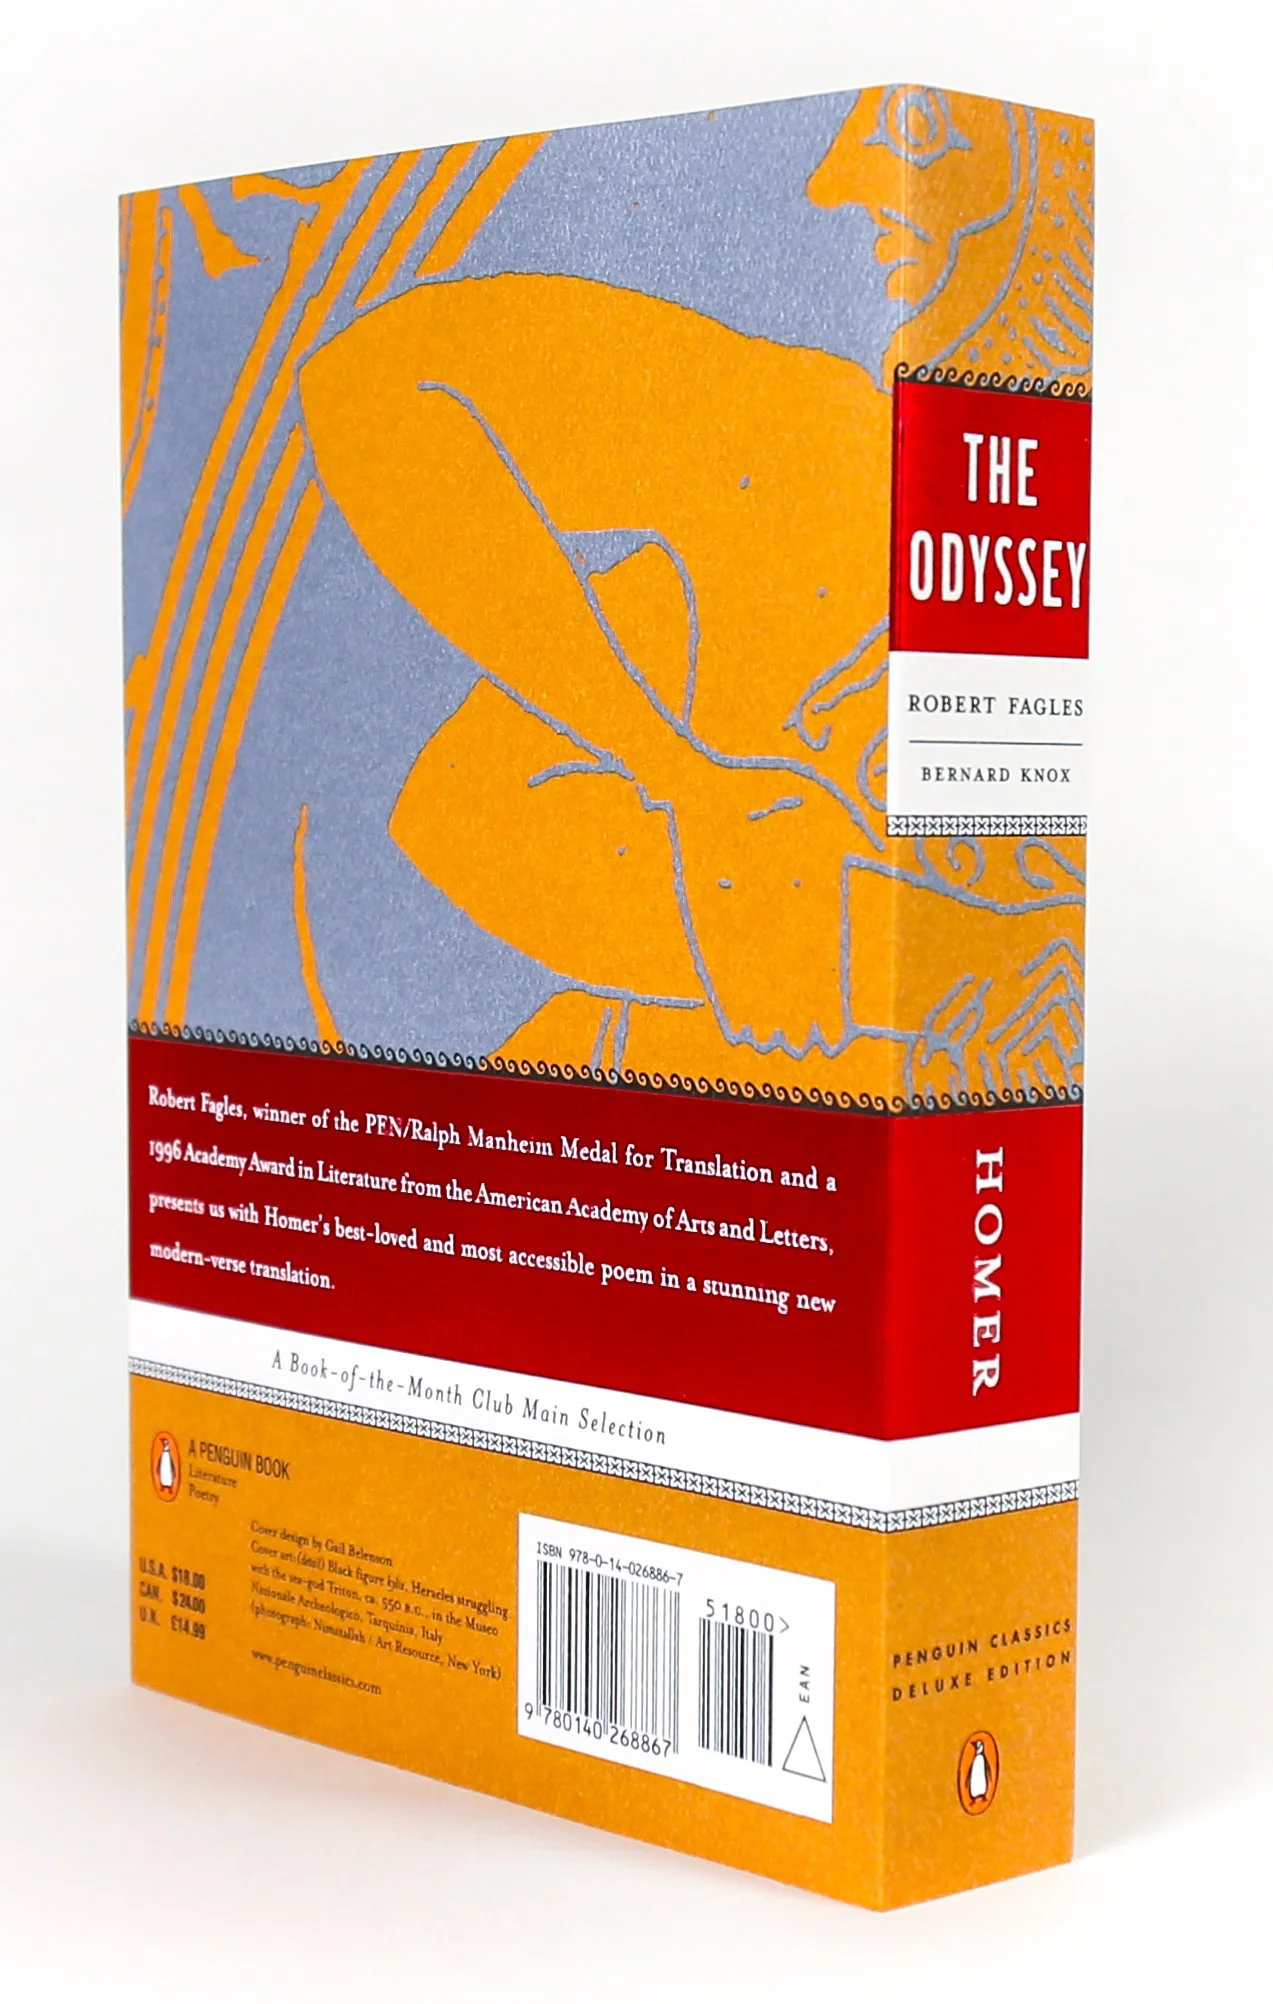 THE
ODYSSEY
ROBERT FAGLES
BERNARD KNOX
HOMER
PENGUIN CLASSICS
DELUXE EDITION
Robert Fagles, winner of the PEN/Ralph Manheim Medal for Translation and a
1996 Academy Award in Literature from the American Academy of Arts and Letters,
presents us with Homer's best-loved and most accessible poem in a stunning new
modern-verse translation.
A Book-of-the-Month Club Main Selection
A PENGUIN BOOK
Literature
Poetry
U.S.A. $18.00
CAN. $24.00
U.K. £14.99
Cover design by Gail Belenson
Cover art: (detail) Black figure hylix, Heracles struggling
with the sea-god Triton, ca. 550 B.C., in the Museo
Nazionale Archeologico, Tarquinia, Italy
(photograph: Nimatallah / Art Resource, New York)
www.penguinclassics.com
ISBN 978-0-14-026886-7
51800>
EAN
9 780140 268867